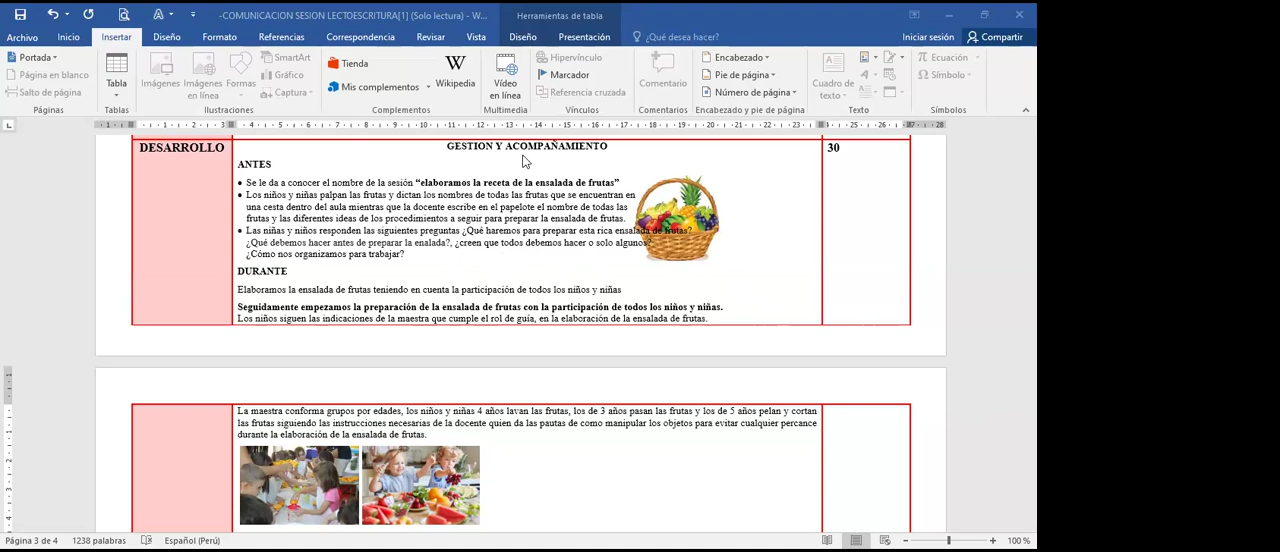 -COMUNICACION SESION LECTOESCRITURA[1] (Solo lectura) - W...
Herramientas de tabla
Archivo Inicio Insertar Diseño Formato Referencias Correspondencia Revisar Vista Diseño Presentación ¿Qué desea hacer? Iniciar sesión Compartir
Portada
Página en blanco
Salto de página
Páginas
Tabla
Tablas
Imágenes
Imágenes en línea
Formas
SmartArt
Gráfico
Captura
Ilustraciones
Tienda
Mis complementos
Wikipedia
Complementos
Vídeo en línea
Multimedia
Hipervínculo
Marcador
Referencia cruzada
Vínculos
Comentario
Comentarios
Encabezado
Pie de página
Número de página
Encabezado y pie de página
Cuadro de texto
Texto
Ecuación
Símbolo
Símbolos
DESARROLLO
GESTION Y ACOMPAÑAMIENTO
30
ANTES
• Se le da a conocer el nombre de la sesión “elaboramos la receta de la ensalada de frutas”
• Los niños y niñas palpan las frutas y dictan los nombres de todas las frutas que se encuentran en
una cesta dentro del aula mientras que la docente escribe en el papelote el nombre de todas las
frutas y las diferentes ideas de los procedimientos a seguir para preparar la ensalada de frutas.
• Las niñas y niños responden las siguientes preguntas ¿Qué haremos para preparar esta rica ensalada de frutas?
¿Qué debemos hacer antes de preparar la enalada?, ¿creen que todos debemos hacer o solo algunos?
¿Cómo nos organizamos para trabajar?
DURANTE
Elaboramos la ensalada de frutas teniendo en cuenta la participación de todos los niños y niñas
Seguidamente empezamos la preparación de la ensalada de frutas con la participación de todos los niños y niñas.
Los niños siguen las indicaciones de la maestra que cumple el rol de guía, en la elaboración de la ensalada de frutas.
La maestra conforma grupos por edades, los niños y niñas 4 años lavan las frutas, los de 3 años pasan las frutas y los de 5 años pelan y cortan
las frutas siguiendo las instrucciones necesarias de la docente quien da las pautas de como manipular los objetos para evitar cualquier percance
durante la elaboración de la ensalada de frutas.
Página 3 de 4 1238 palabras Español (Perú) 100 %